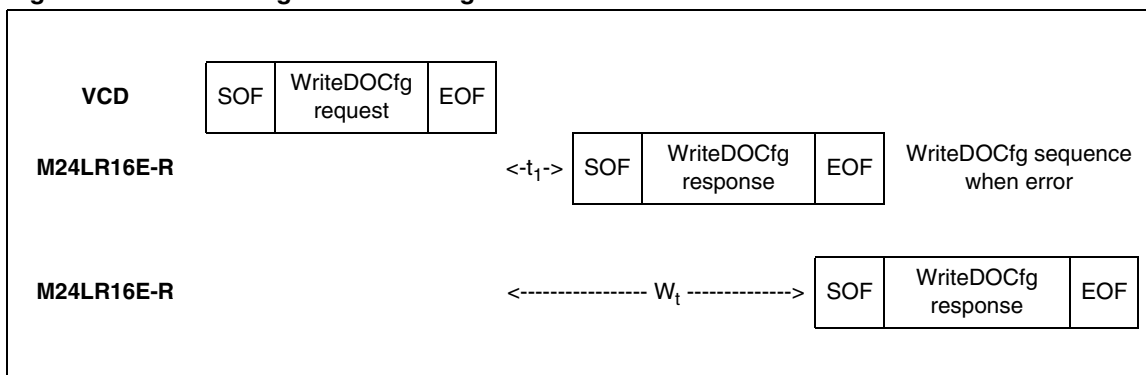 VCD SOF WriteDOCfg request EOF
M24LR16E-R <-t1-> SOF WriteDOCfg response EOF WriteDOCfg sequence when error
M24LR16E-R <----------------- Wt --------------> SOF WriteDOCfg response EOF